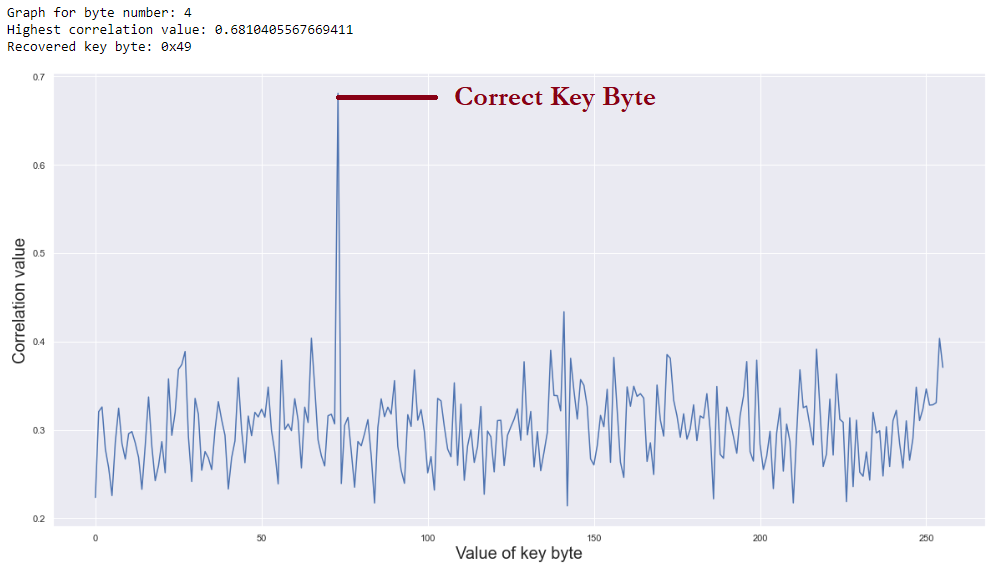 Graph for byte number: 4
Highest correlation value: 0.6810405567669411
Recovered key byte: 0x49
Correct Key Byte
0.7
0.6
0.5
0.4
0.3
0.2
Correlation value
0
50
100
150
200
250
Value of key byte